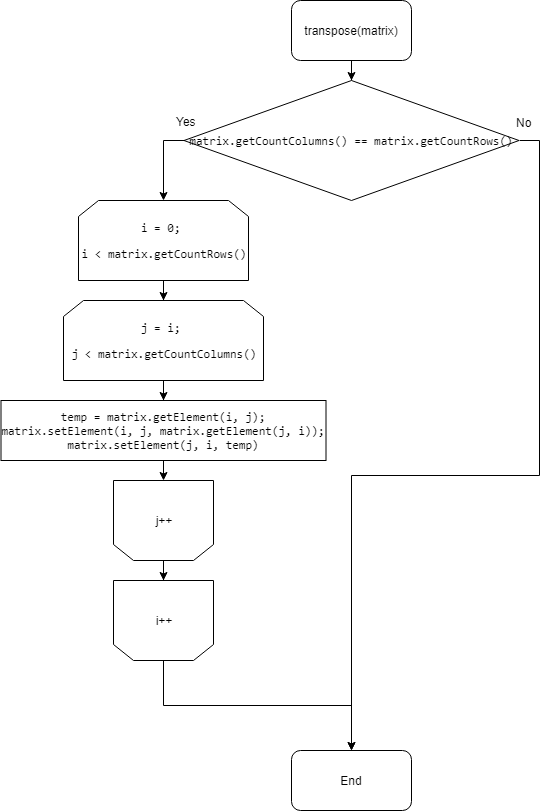 transpose(matrix)
Yes
No
matrix.getCountColumns() == matrix.getCountRows()
i = 0;
i < matrix.getCountRows()
j = i;
j < matrix.getCountColumns()
temp = matrix.getElement(i, j);
matrix.setElement(i, j, matrix.getElement(j, i));
matrix.setElement(j, i, temp)
j++
i++
End